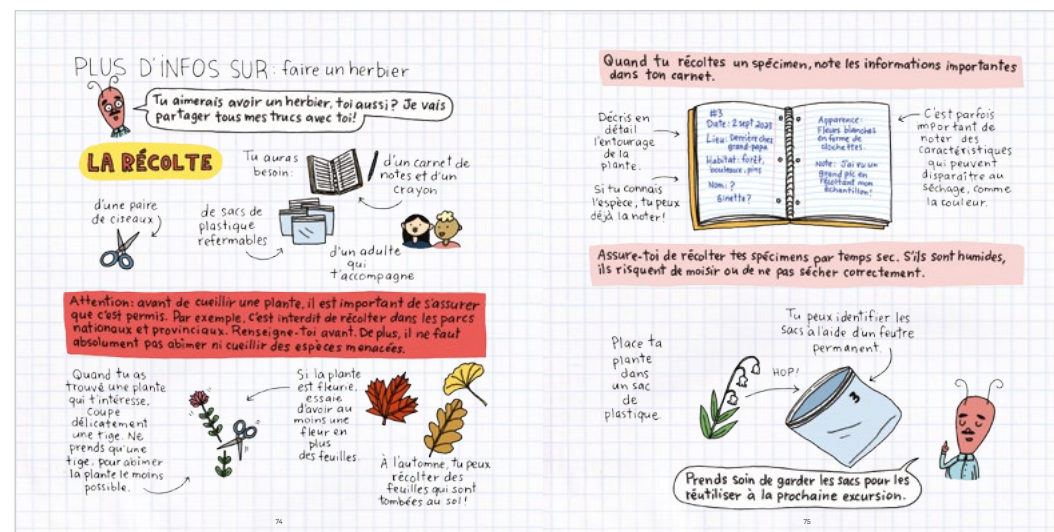 PLUS D'INFOS SUR: faire un herbier
Tu aimerais avoir un herbier, toi aussi? Je vais
partager tous mes trucs avec toi!
LA RÉCOLTE
Tu auras
besoin:
d'un carnet de
notes et d'un
crayon
d'une paire
de ciseaux
de sacs de
plastique
refermables
d'un adulte
qui
t'accompagne
Attention: avant de cueillir une plante, il est important de s'assurer
que c'est permis. Par exemple, c'est interdit de récolter dans les parcs
nationaux et provinciaux. Renseigne-toi avant. De plus, il ne faut
absolument pas abimer ni cueillir des espèces menacées.
Quand tu as
trouvé une plante
qui t'intéresse,
coupe
délicatement
une tige. Ne
prends qu'une
tige, pour abimer
la plante le moins
possible.
Si la plante
est fleurie,
essaie
d'avoir au
moins une
fleur en
plus
des feuilles.
À l'automne, tu peux
récolter des
feuilles qui sont
tombées au sol!
74
Quand tu récoltes un spécimen, note les informations importantes
dans ton carnet.
Décris en
détail
l'entourage
de la
plante.
Si tu connais
l'espèce, tu peux
déjà la noter!
#3
Date: 2 sept 2023
Lieu: Derrière chez
grand-papa
Habitat: forêt,
bouleaux, pins
Nom: ?
Ginette?
Apparence:
Fleurs blanches
en forme de
clochettes.
Note: J'ai vu un
grand pic en
récoltant mon
échantillon!
C'est parfois
important de
noter des
caractéristiques
qui peuvent
disparaître au
séchage, comme
la couleur.
Assure-toi de récolter tes spécimens par temps sec. S'ils sont humides,
ils risquent de moisir ou de ne pas sécher correctement.
Place ta
plante
dans
un sac
de
plastique
HOP!
Tu peux identifier les
sacs à l'aide d'un feutre
permanent.
3
Prends soin de garder les sacs pour les
réutiliser à la prochaine excursion.
75